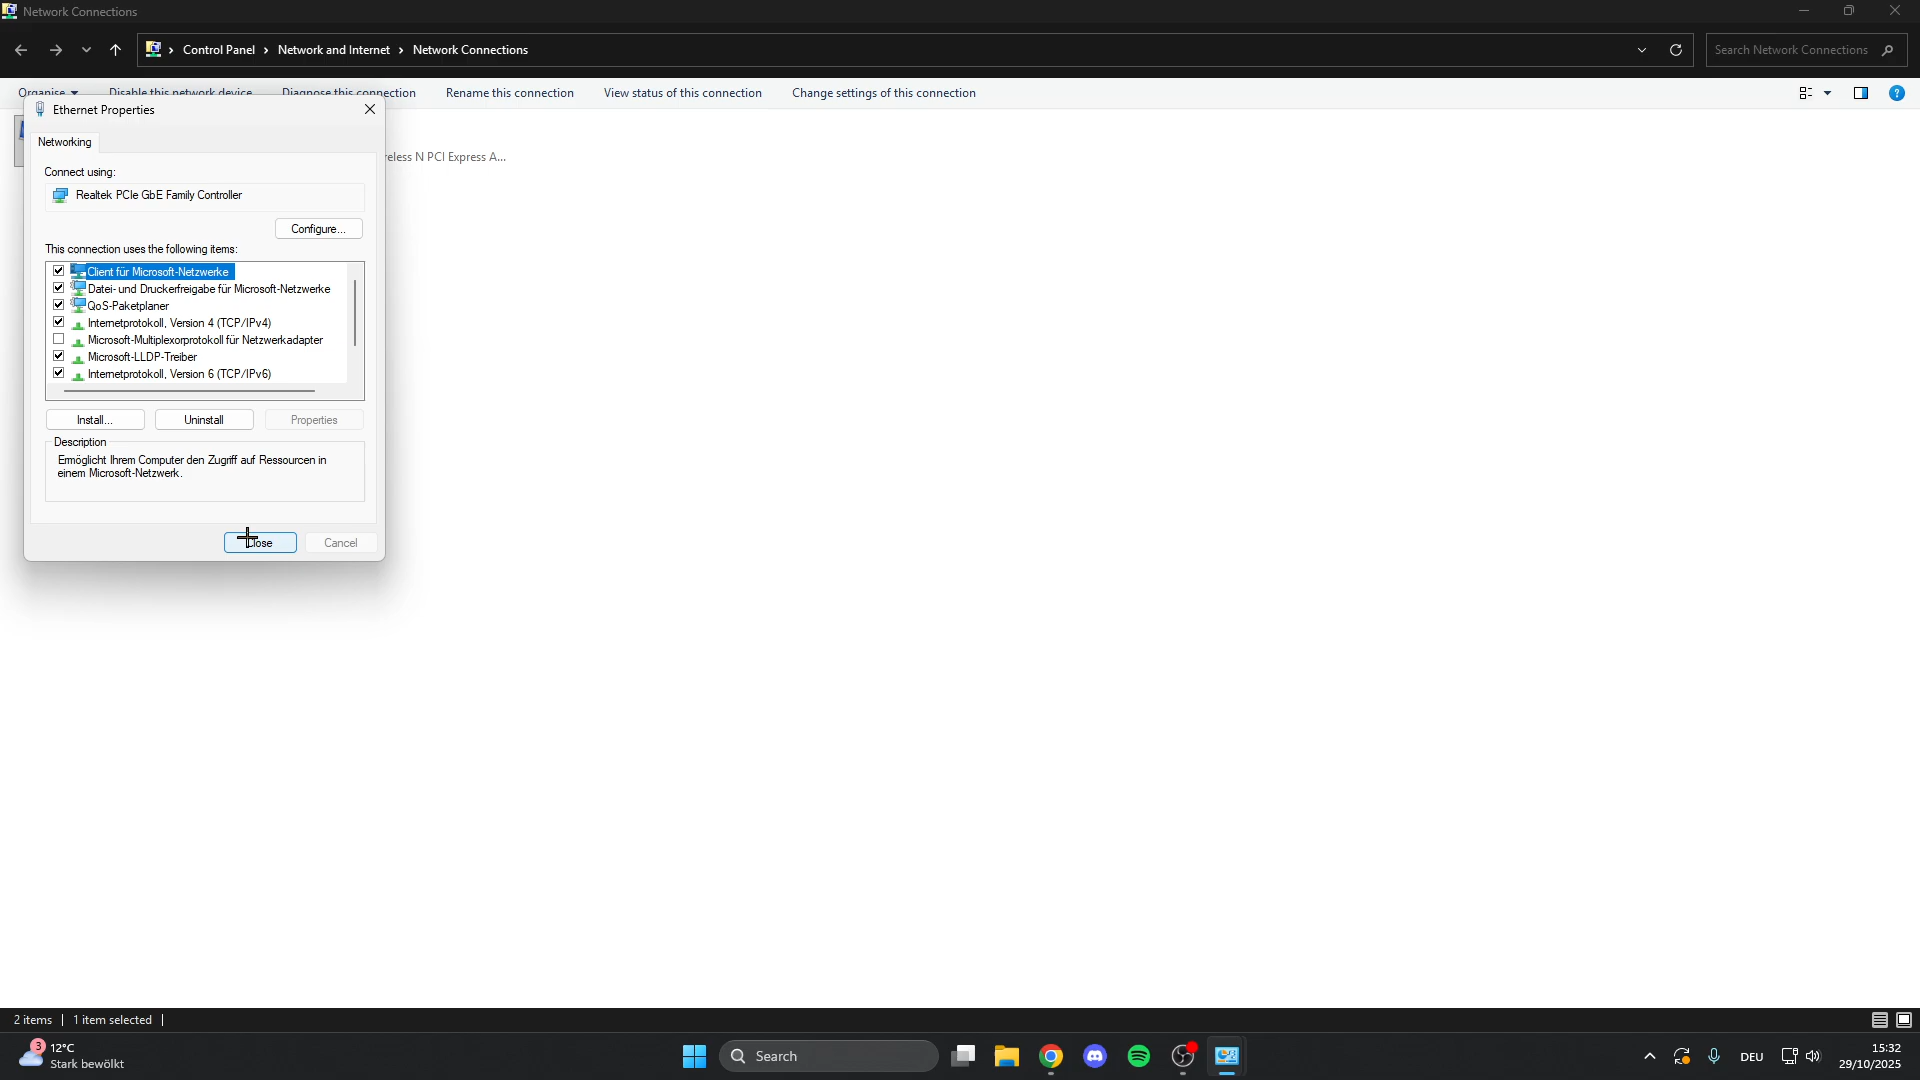 Network Connections
Control Panel > Network and Internet > Network Connections
Search Network Connections
Organise Disable this network device Diagnose this connection Rename this connection View status of this connection Change settings of this connection
Ethernet Properties
Networking
Connect using:
Realtek PCIe GbE Family Controller
Configure...
This connection uses the following items:
Client für Microsoft-Netzwerke
Datei- und Druckerfreigabe für Microsoft-Netzwerke
QoS-Paketplaner
Internetprotokoll, Version 4 (TCP/IPv4)
Microsoft-Multiplexorprotokoll für Netzwerkadapter
Microsoft-LLDP-Treiber
Internetprotokoll, Version 6 (TCP/IPv6)
Install... Uninstall Properties
Description
Ermöglicht Ihrem Computer den Zugriff auf Ressourcen in
einem Microsoft-Netzwerk.
Close Cancel
reless N PCI Express A...
2 items 1 item selected
3
12°C
Stark bewölkt
Search
DEU
15:32
29/10/2025